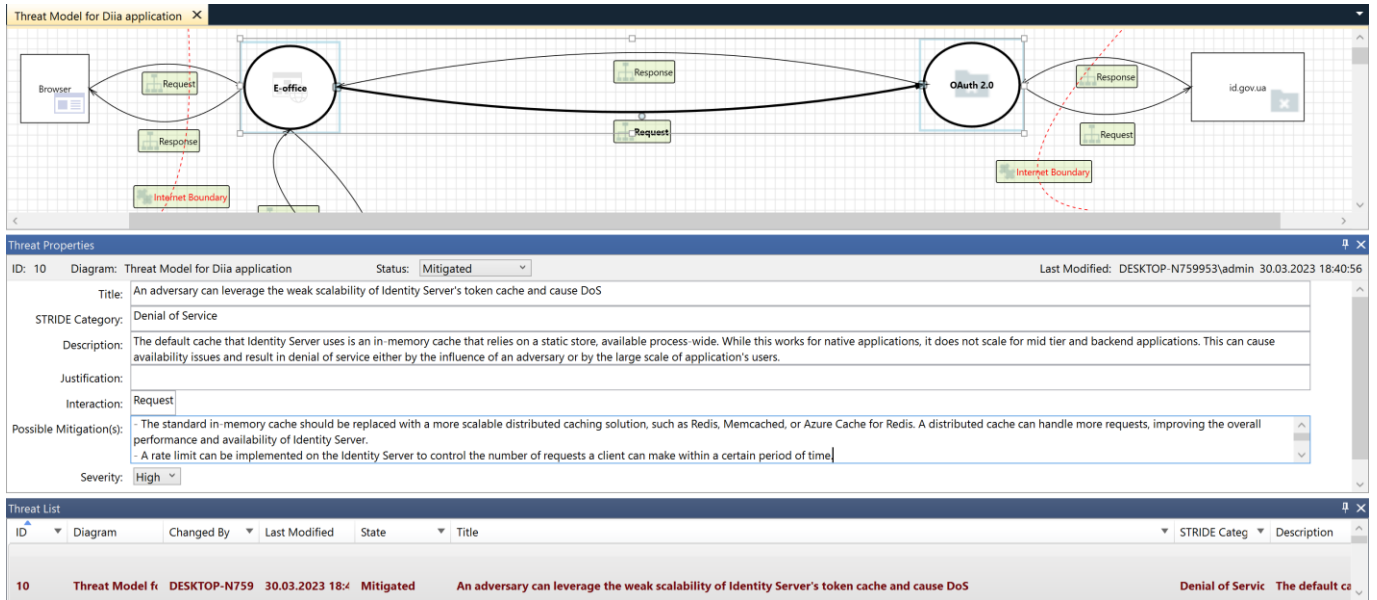 Threat Model for Diia application ×
Browser
Request
Response
Internet Boundary
E-office
Response
Request
OAuth 2.0
Response
Request
Internet Boundary
id.gov.ua
Threat Properties
ID: 10 Diagram: Threat Model for Diia application Status: Mitigated Last Modified: DESKTOP-N759953\admin 30.03.2023 18:40:56
Title: An adversary can leverage the weak scalability of Identity Server's token cache and cause DoS
STRIDE Category: Denial of Service
Description: The default cache that Identity Server uses is an in-memory cache that relies on a static store, available process-wide. While this works for native applications, it does not scale for mid tier and backend applications. This can cause
availability issues and result in denial of service either by the influence of an adversary or by the large scale of application's users.
Justification:
Interaction: Request
Possible Mitigation(s): - The standard in-memory cache should be replaced with a more scalable distributed caching solution, such as Redis, Memcached, or Azure Cache for Redis. A distributed cache can handle more requests, improving the overall
performance and availability of Identity Server.
- A rate limit can be implemented on the Identity Server to control the number of requests a client can make within a certain period of time.
Severity: High
Threat List
ID Diagram Changed By Last Modified State Title STRIDE Categ Description
10 Threat Model fo DESKTOP-N759 30.03.2023 18:4 Mitigated An adversary can leverage the weak scalability of Identity Server's token cache and cause DoS Denial of Servic The default ca